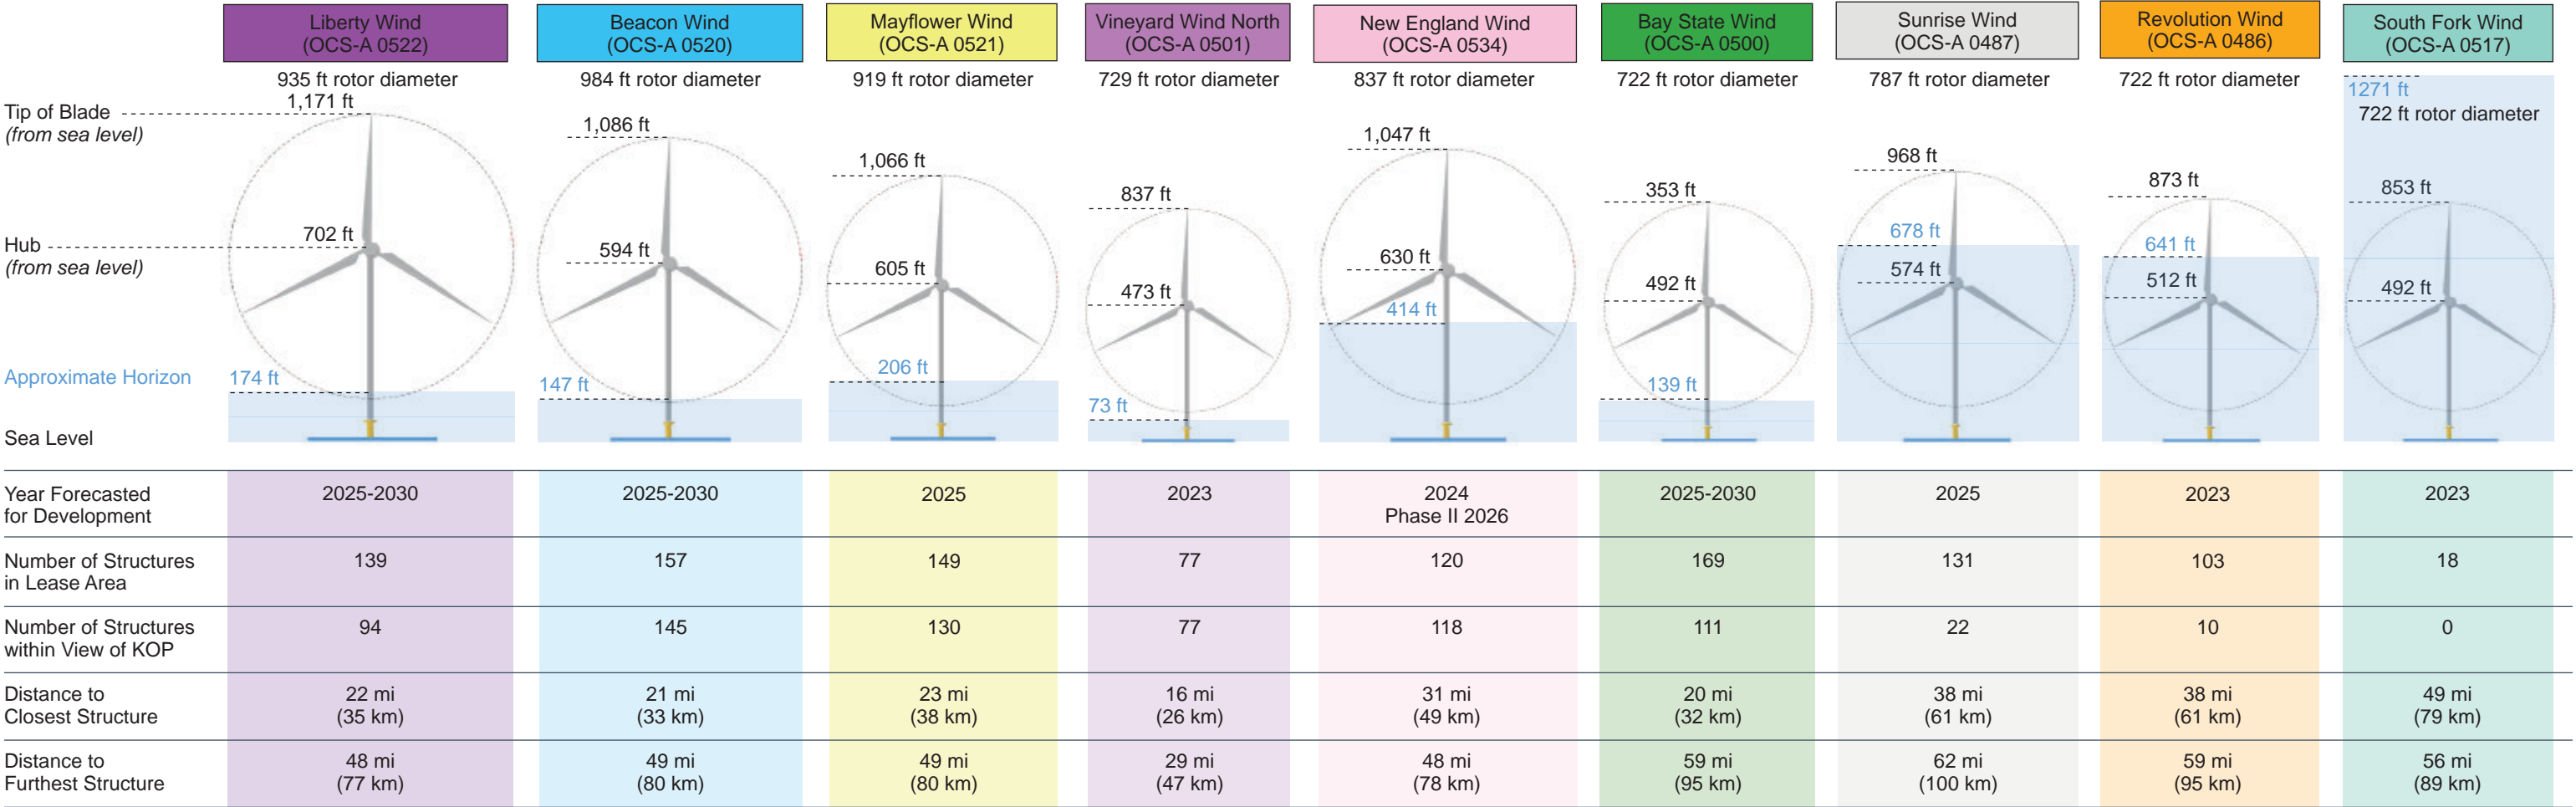 Liberty Wind
(OCS-A 0522)
Beacon Wind
(OCS-A 0520)
Mayflower Wind
(OCS-A 0521)
Vineyard Wind North
(OCS-A 0501)
New England Wind
(OCS-A 0534)
Bay State Wind
(OCS-A 0500)
Sunrise Wind
(OCS-A 0487)
Revolution Wind
(OCS-A 0486)
South Fork Wind
(OCS-A 0517)
935 ft rotor diameter
984 ft rotor diameter
919 ft rotor diameter
729 ft rotor diameter
837 ft rotor diameter
722 ft rotor diameter
787 ft rotor diameter
722 ft rotor diameter
1271 ft
722 ft rotor diameter
Tip of Blade
(from sea level)
1,171 ft
1,086 ft
1,066 ft
837 ft
1,047 ft
353 ft
968 ft
873 ft
853 ft
Hub
(from sea level)
702 ft
594 ft
605 ft
473 ft
630 ft
492 ft
678 ft
574 ft
641 ft
512 ft
492 ft
Approximate Horizon
174 ft
147 ft
206 ft
73 ft
414 ft
139 ft
Sea Level
Year Forecasted
for Development
2025-2030
2025-2030
2025
2023
2024
Phase II 2026
2025-2030
2025
2023
2023
Number of Structures
in Lease Area
139
157
149
77
120
169
131
103
18
Number of Structures
within View of KOP
94
145
130
77
118
111
22
10
0
Distance to
Closest Structure
22 mi
(35 km)
21 mi
(33 km)
23 mi
(38 km)
16 mi
(26 km)
31 mi
(49 km)
20 mi
(32 km)
38 mi
(61 km)
38 mi
(61 km)
49 mi
(79 km)
Distance to
Furthest Structure
48 mi
(77 km)
49 mi
(80 km)
49 mi
(80 km)
29 mi
(47 km)
48 mi
(78 km)
59 mi
(95 km)
62 mi
(100 km)
59 mi
(95 km)
56 mi
(89 km)